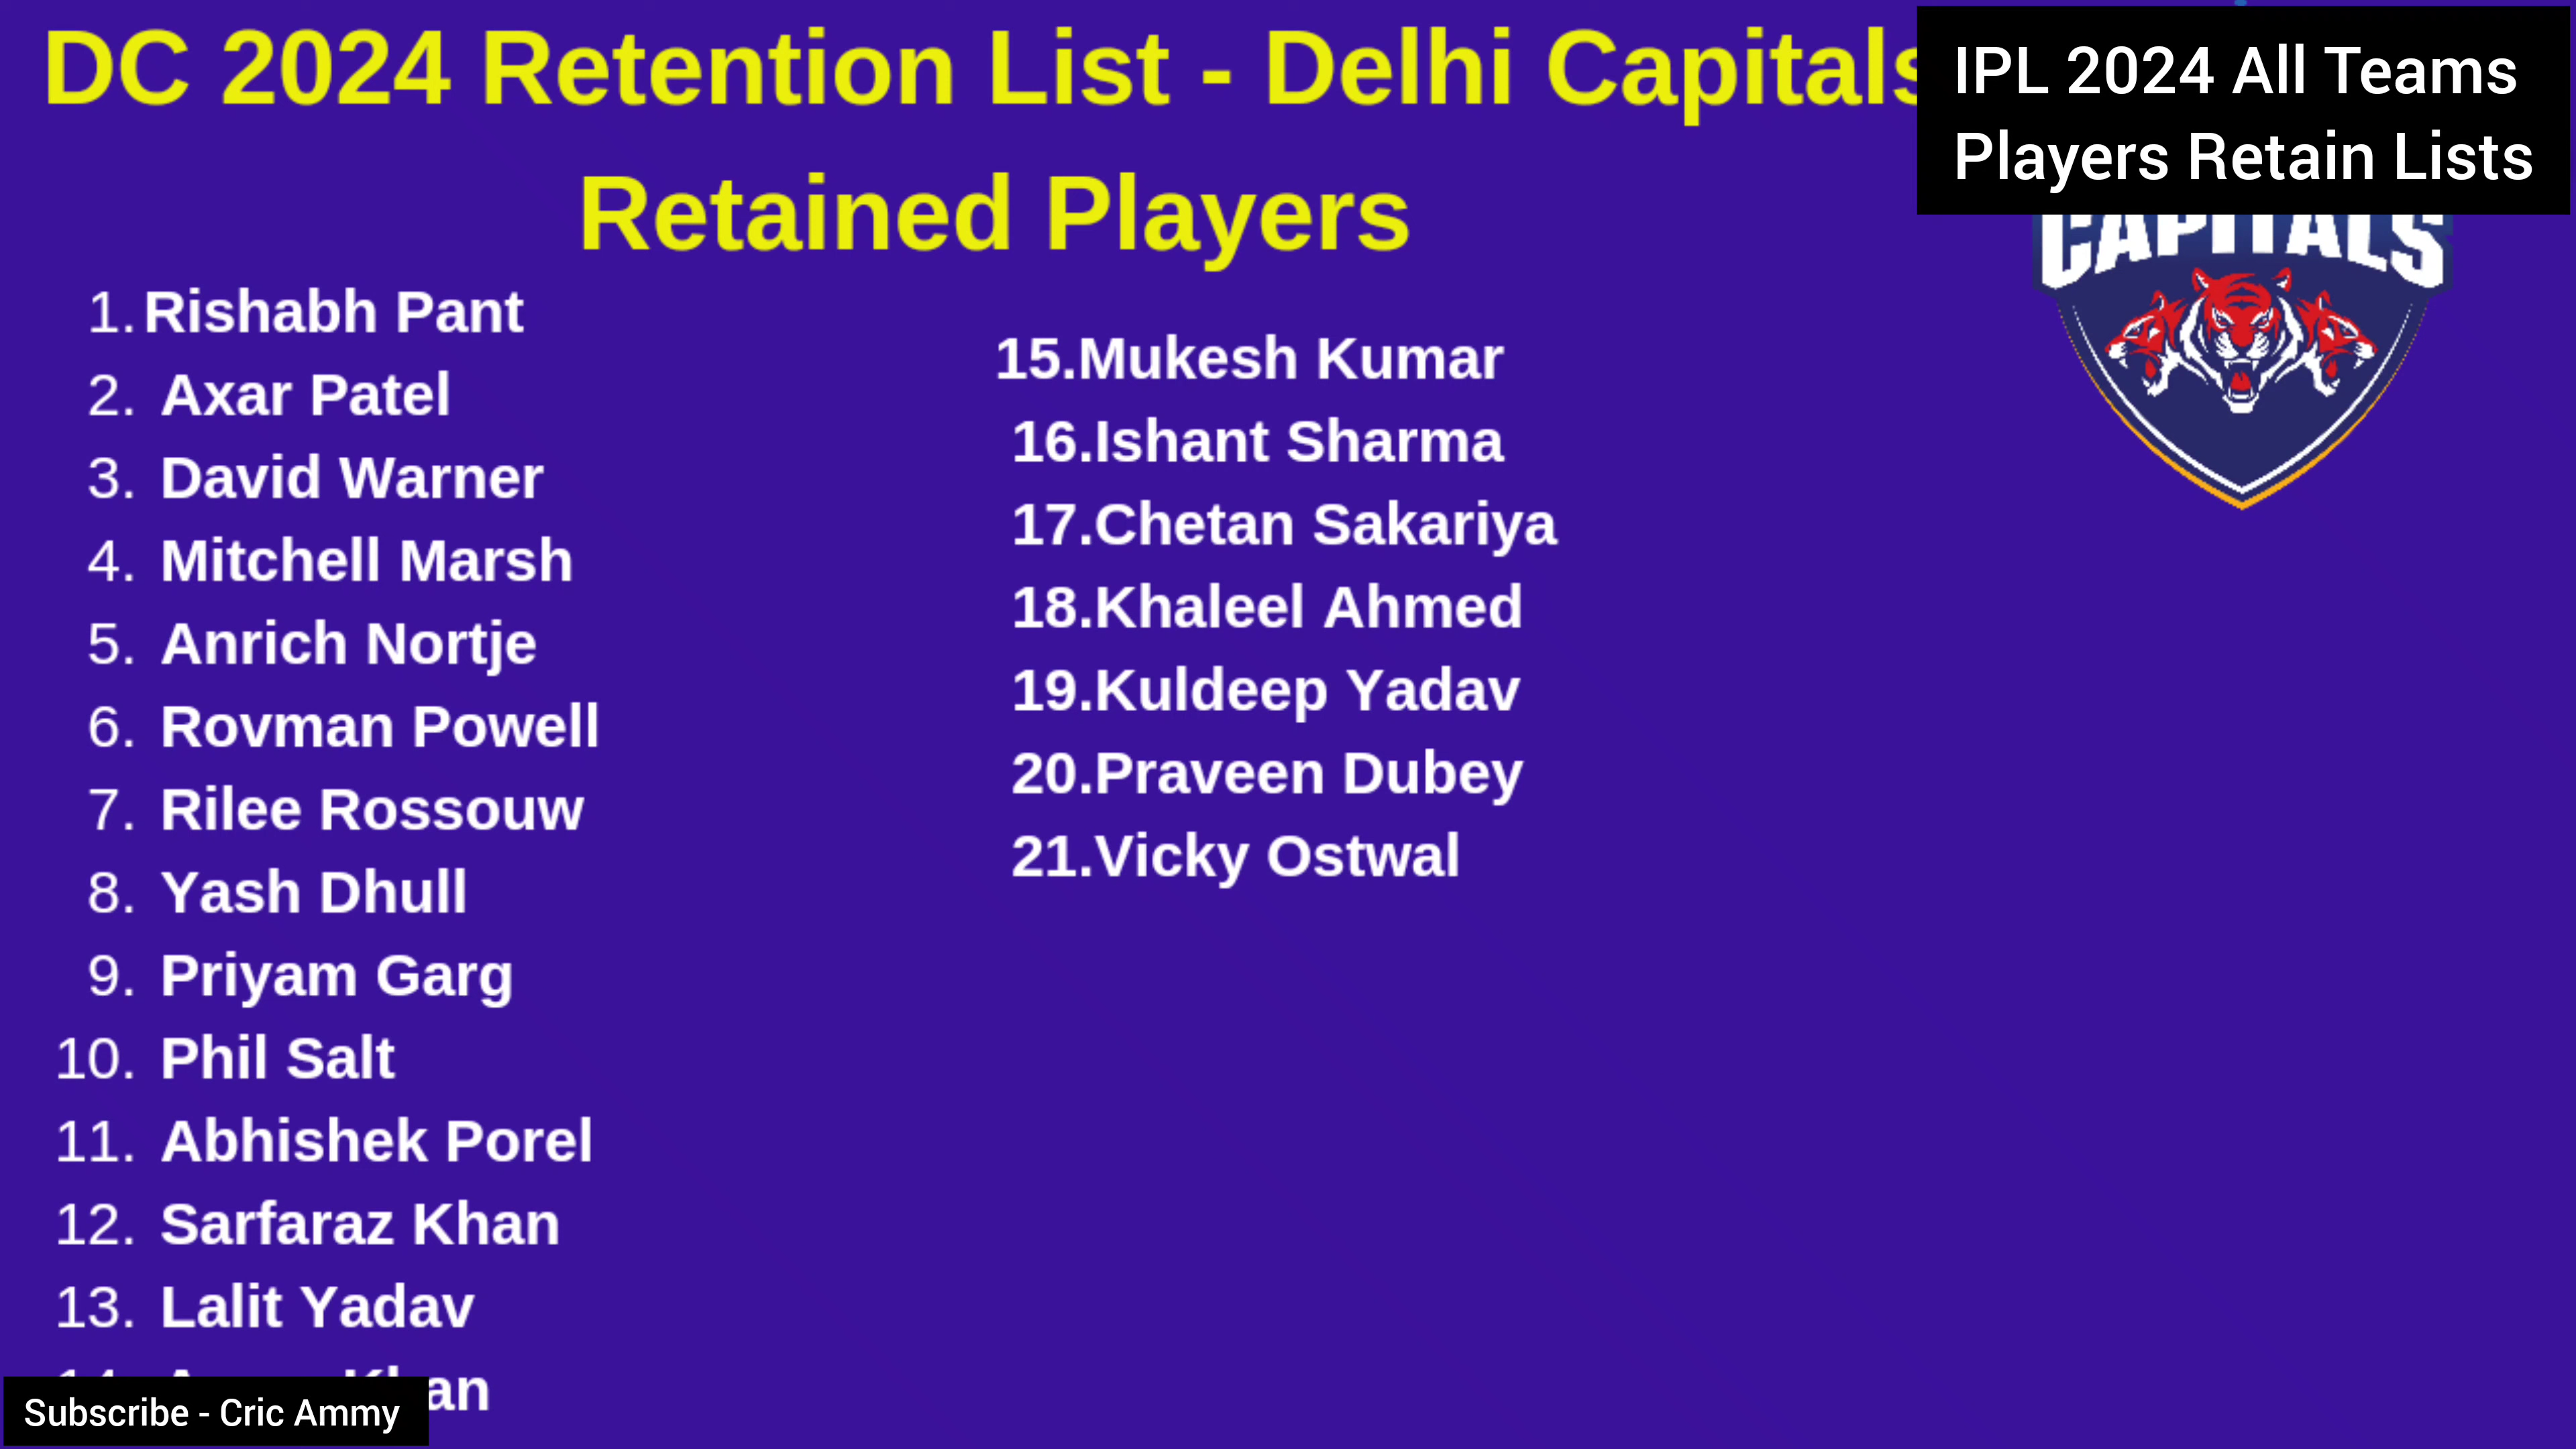 DC 2024 Retention List - Delhi Capitals
Retained Players
IPL 2024 All Teams
Players Retain Lists
CAPITALS
1. Rishabh Pant
2. Axar Patel
3. David Warner
4. Mitchell Marsh
5. Anrich Nortje
6. Rovman Powell
7. Rilee Rossouw
8. Yash Dhull
9. Priyam Garg
10. Phil Salt
11. Abhishek Porel
12. Sarfaraz Khan
13. Lalit Yadav
Khan
15.Mukesh Kumar
16.Ishant Sharma
17.Chetan Sakariya
18.Khaleel Ahmed
19.Kuldeep Yadav
20.Praveen Dubey
21.Vicky Ostwal
Subscribe - Cric Ammy